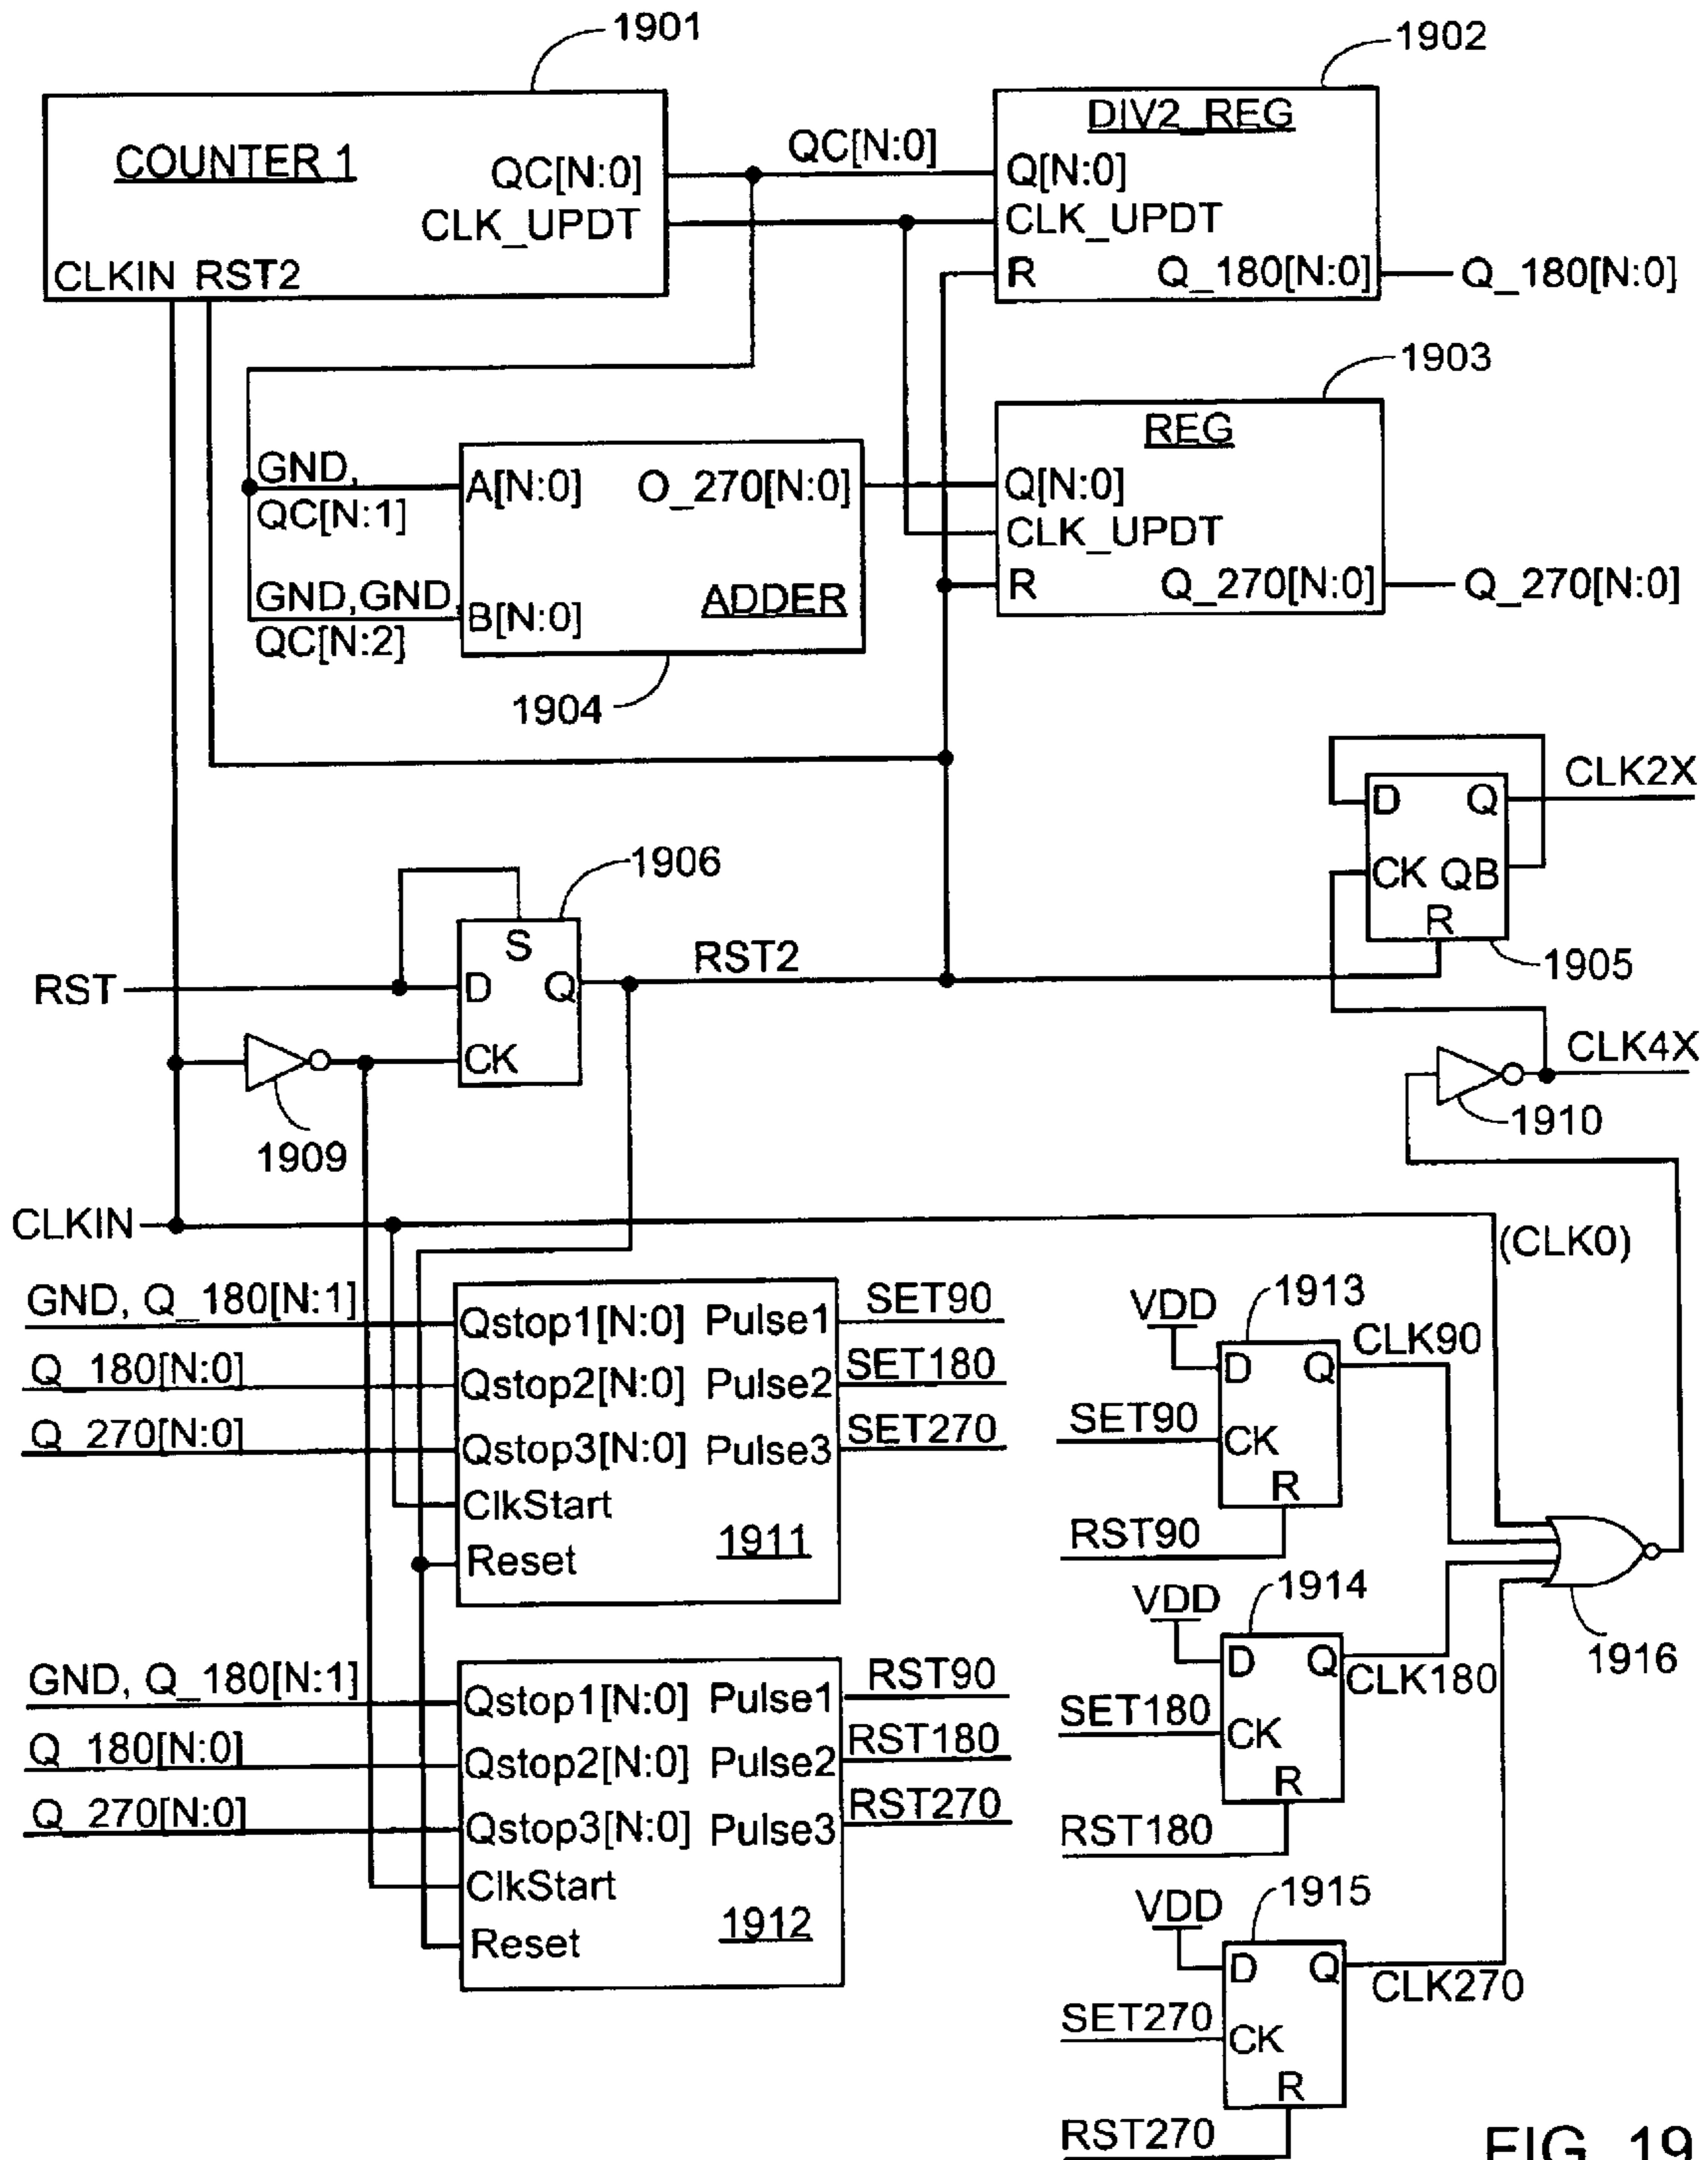 1901
1902
COUNTER 1
QC[N:0]
CLK_UPDT
CLKIN RST2
QC[N:0]
DIV2_REG
Q[N:0]
CLK_UPDT
R
Q_180[N:0]
Q_180[N:0]
1903
REG
Q[N:0]
CLK_UPDT
R
Q_270[N:0]
Q_270[N:0]
GND,
QC[N:1]
GND,GND
QC[N:2]
A[N:0]
O_270[N:0]
B[N:0]
ADDER
1904
D Q
CK QB
R
CLK2X
1905
1906
RST
S
D Q
CK
RST2
1909
CLK4X
1910
CLKIN
(CLK0)
GND, Q_180[N:1]
Q_180[N:0]
Q_270[N:0]
Qstop1[N:0] Pulse1
Qstop2[N:0] Pulse2
Qstop3[N:0] Pulse3
ClkStart
Reset
1911
SET90
SET180
SET270
GND, Q_180[N:1]
Q_180[N:0]
Q_270[N:0]
Qstop1[N:0] Pulse1
Qstop2[N:0] Pulse2
Qstop3[N:0] Pulse3
ClkStart
Reset
1912
RST90
RST180
RST270
VDD
1913
D Q
CK
R
SET90
RST90
CLK90
VDD
1914
D Q
CK
R
SET180
RST180
CLK180
1916
VDD
1915
D Q
CK
R
SET270
RST270
CLK270
FIG. 19